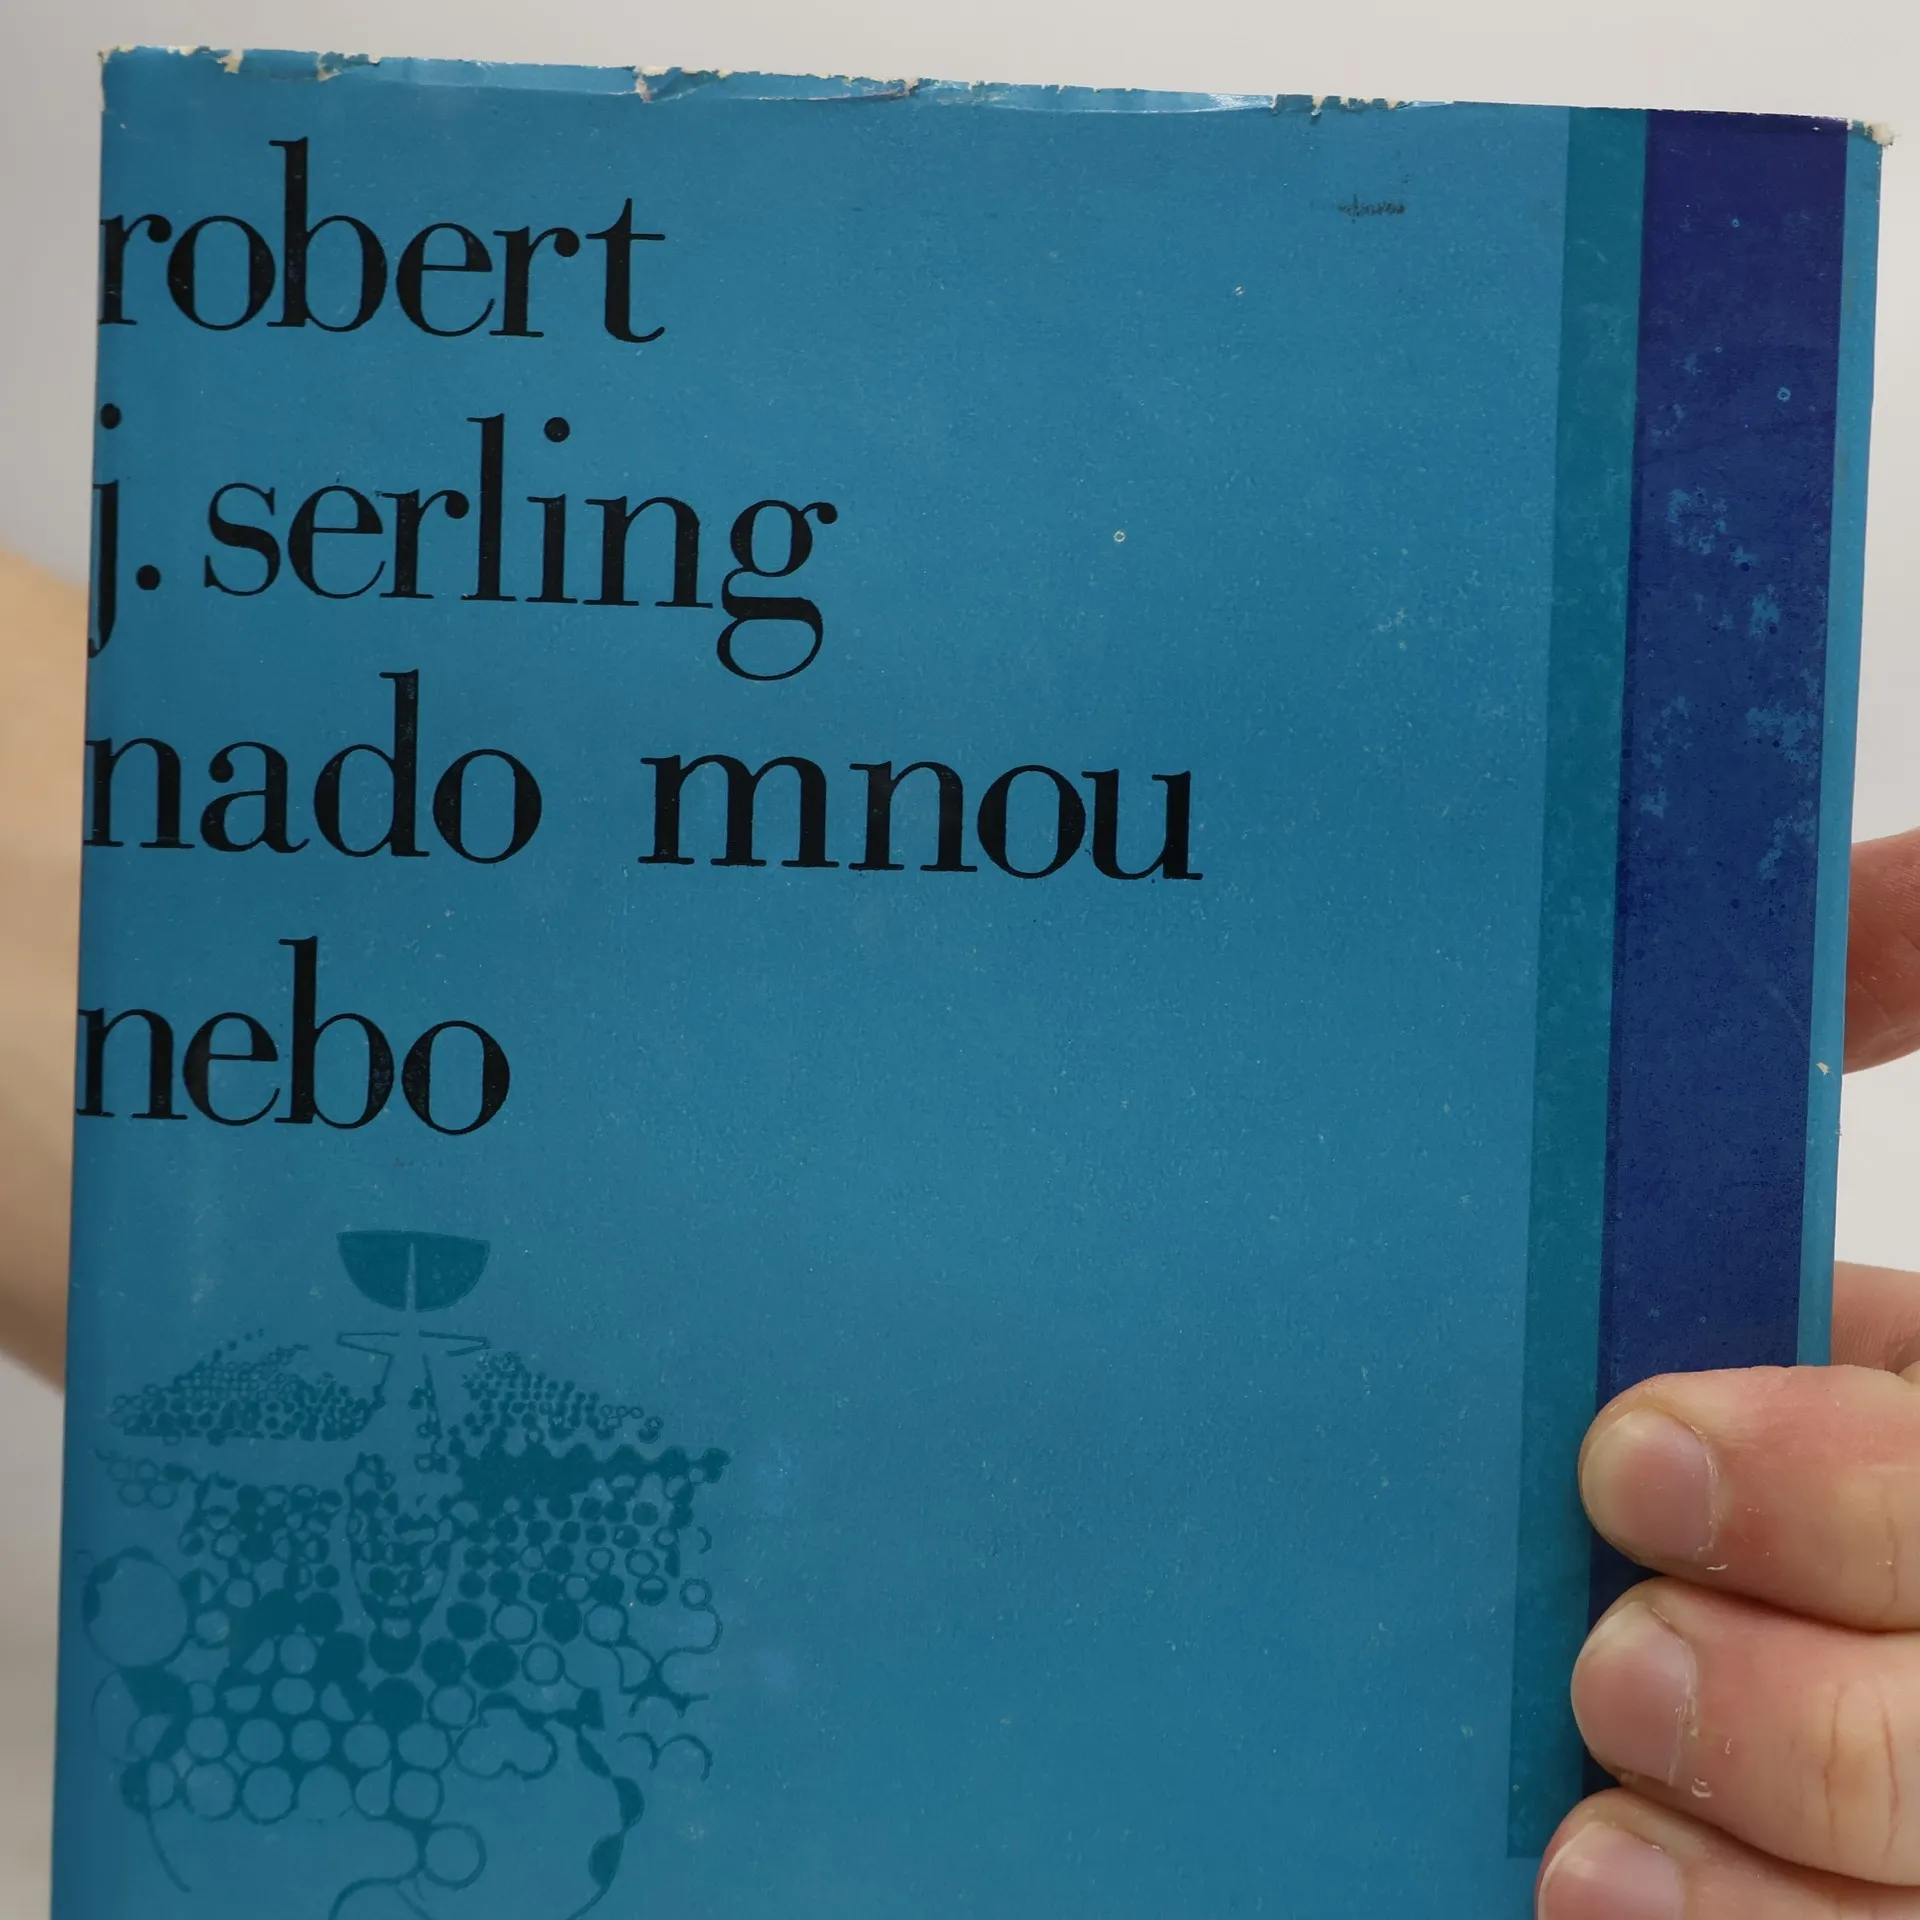 robert
j. serling
nado mnou
nebo